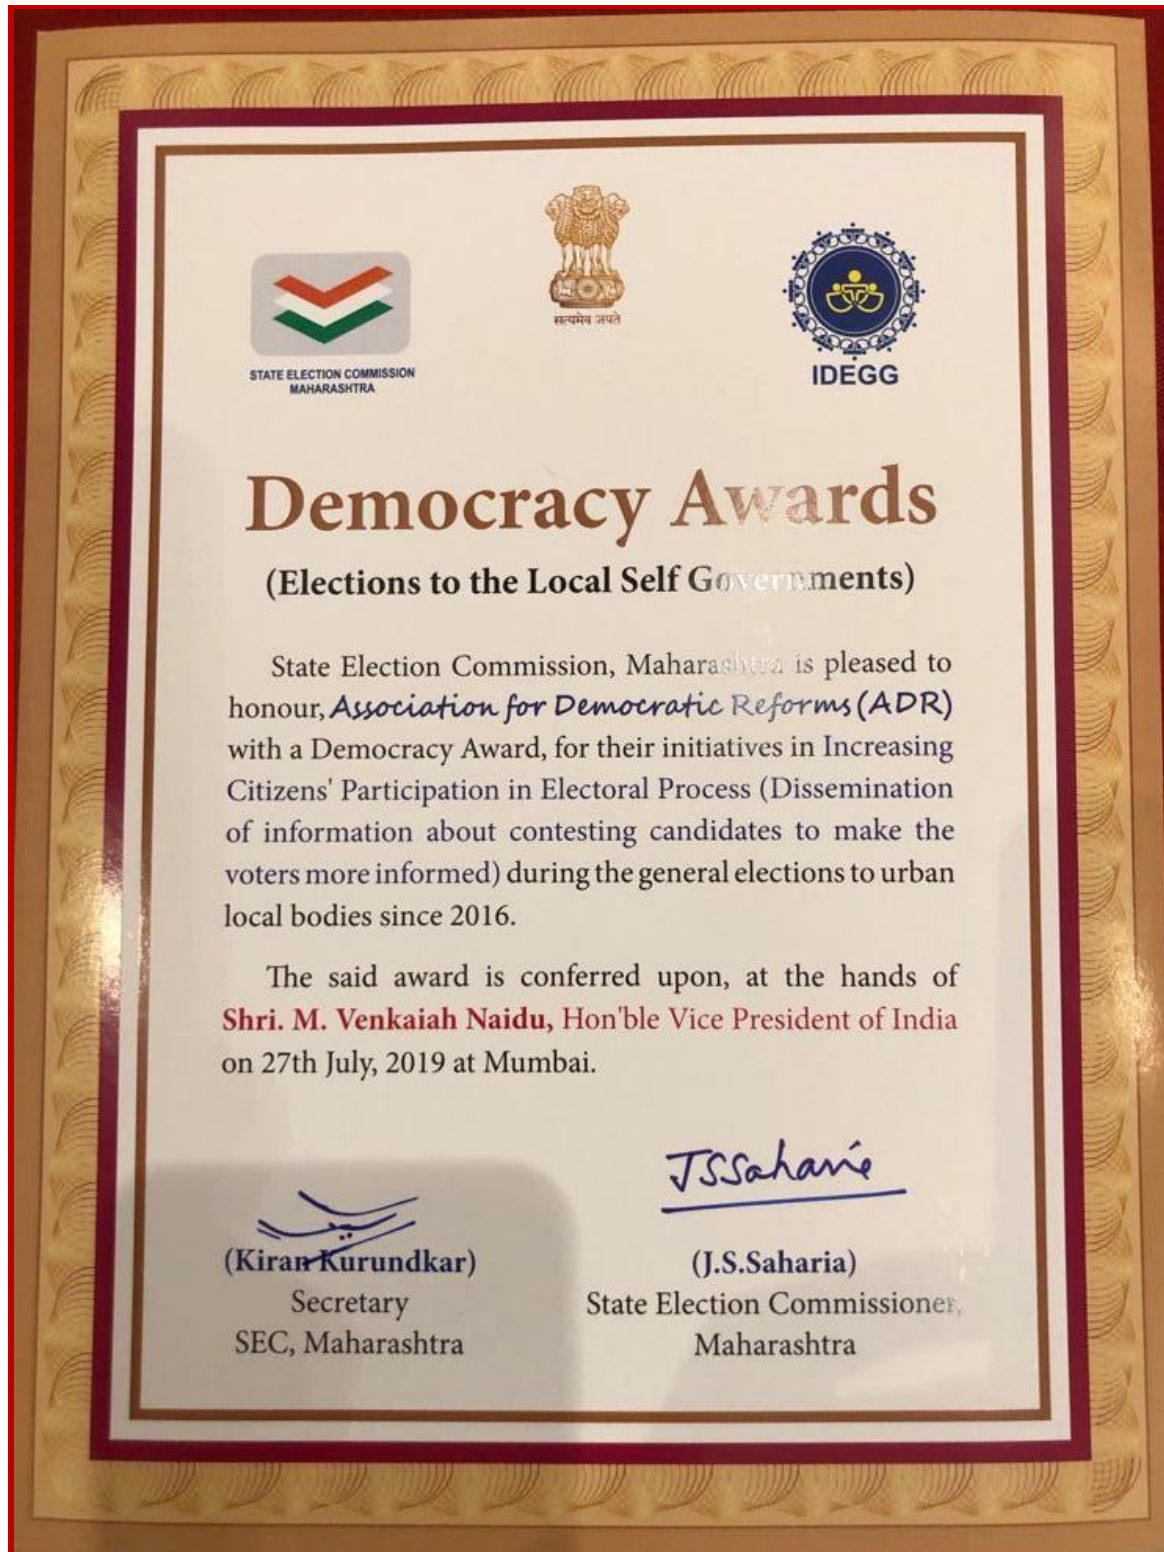 सत्यमेव जयते
STATE ELECTION COMMISSION
MAHARASHTRA
IDEGG
Democracy Awards
(Elections to the Local Self Governments)
State Election Commission, Maharashtra is pleased to
honour, Association for Democratic Reforms (ADR)
with a Democracy Award, for their initiatives in Increasing
Citizens' Participation in Electoral Process (Dissemination
of information about contesting candidates to make the
voters more informed) during the general elections to urban
local bodies since 2016.
The said award is conferred upon, at the hands of
Shri. M. Venkaiah Naidu, Hon'ble Vice President of India
on 27th July, 2019 at Mumbai.
JSSaharia
(Kiran Kurundkar)
Secretary
SEC, Maharashtra
(J.S.Saharia)
State Election Commissioner,
Maharashtra